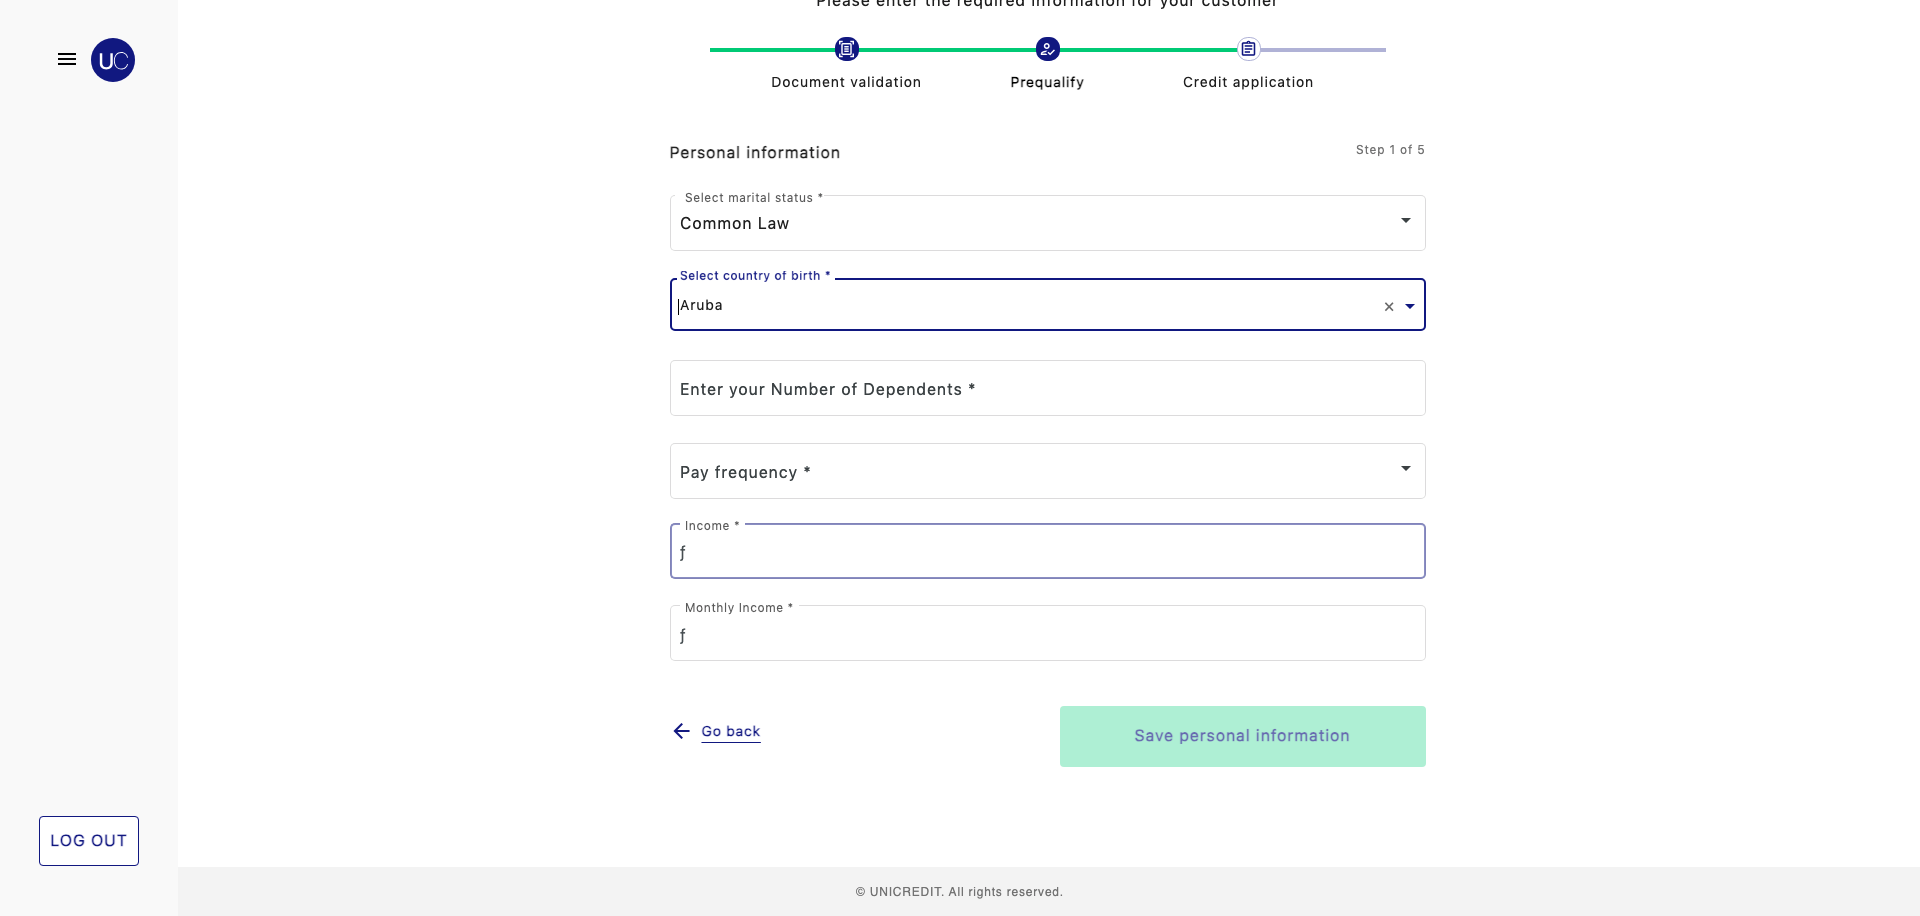 Please enter the required information for your customer
UC
Document validation
Prequalify
Credit application
Personal information
Step 1 of 5
Select marital status *
Common Law
Select country of birth *
Aruba
Enter your Number of Dependents *
Pay frequency *
Income *
ƒ
Monthly Income *
ƒ
Go back
Save personal information
LOG OUT
© UNICREDIT. All rights reserved.